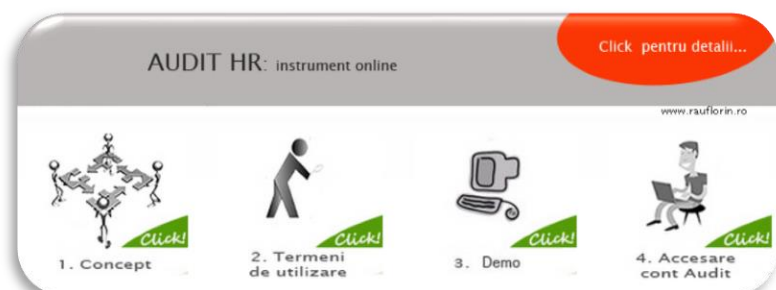 AUDIT HR: instrument online
Click pentru detalii...
www.rauflorin.ro
Click!
1. Concept
Click!
2. Termeni
de utilizare
Click!
3. Demo
Click!
4. Accesare
cont Audit